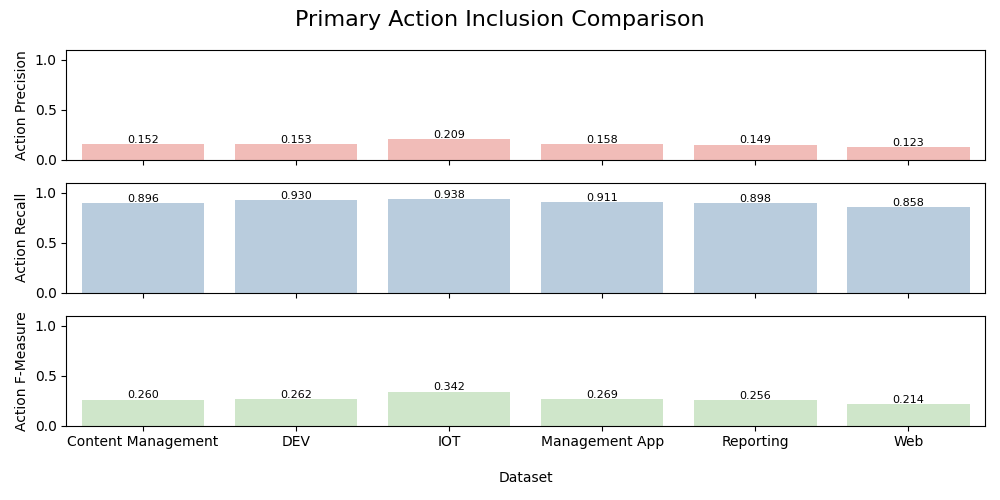 Primary Action Inclusion Comparison
Action Precision
1.0
0.5
0.0
0.152 0.153 0.209 0.158 0.149 0.123
Action Recall
1.0
0.5
0.0
0.896 0.930 0.938 0.911 0.898 0.858
Action F-Measure
1.0
0.5
0.0
0.260 0.262 0.342 0.269 0.256 0.214
Content Management DEV IOT Management App Reporting Web
Dataset